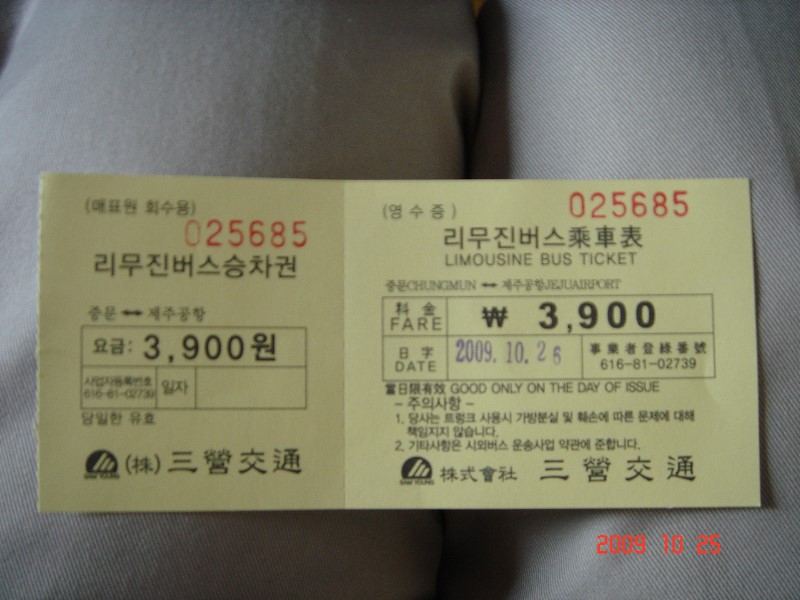 (매표원 회수용)
025685
리무진버스승차권
중문 ↔ 제주공항
요금: 3,900원
사업자등록번호
616-81-02739
일자
당일한 유효
SAM YOUNG
(株) 三營交通
(영 수 증)
025685
리무진버스乘車表
LIMOUSINE BUS TICKET
중문CHUNGMUN ↔ 제주공항JEJUAIRPORT
料 金
FARE
₩ 3,900
日 字
DATE
2009.10.26
事業者登錄番號
616-81-02739
當日限有效 GOOD ONLY ON THE DAY OF ISSUE
- 주의사항 -
1. 당사는 트렁크 사용시 가방분실 및 훼손에 따른 문제에 대해
책임지지 않습니다.
2. 기타사항은 시외버스 운송사업 약관에 준합니다.
SAM YOUNG
株式會社 三營交通
2009 10 26